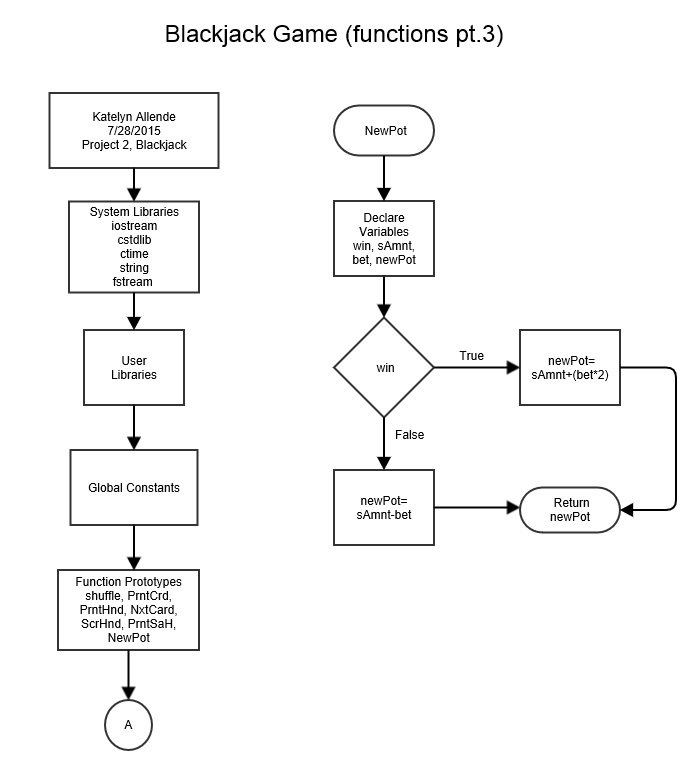 Blackjack Game (functions pt.3)
Katelyn Allende
7/28/2015
Project 2, Blackjack
System Libraries
iostream
cstdlib
ctime
string
fstream
User
Libraries
Global Constants
Function Prototypes
shuffle, PrntCrd,
PrntHnd, NxtCard,
ScrHnd, PrntSaH,
NewPot
A
NewPot
Declare
Variables
win, sAmnt,
bet, newPot
win
True
newPot=
sAmnt+(bet*2)
False
newPot=
sAmnt-bet
Return
newPot